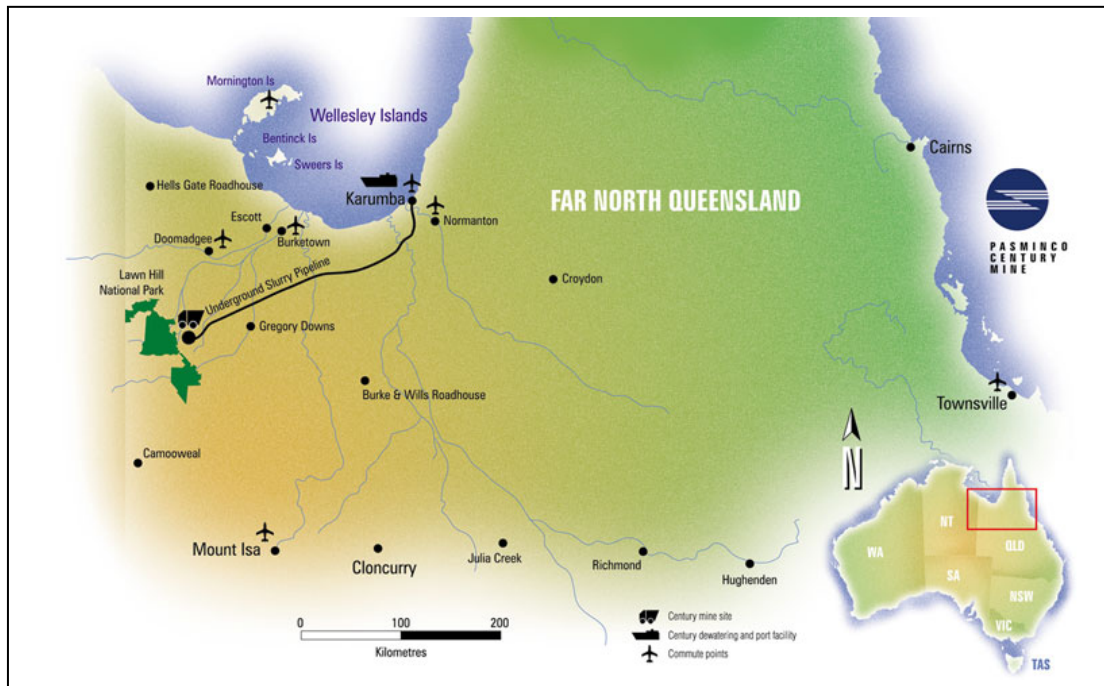 Mornington Is
Wellesley Islands
Bentinck Is
Sweers Is
Cairns
Hells Gate Roadhouse
Karumba
FAR NORTH QUEENSLAND
Escott
Normanton
Doomadgee
Burketown
PASMINCO
CENTURY
MINE
Lawn Hill
National Park
Underground Slurry Pipeline
Croydon
Gregory Downs
Burke & Wills Roadhouse
Townsville
N
Camooweal
Mount Isa
Cloncurry
Julia Creek
Richmond
Hughenden
NT
WA
QLD
SA
NSW
VIC
TAS
0 100 200
Kilometres
Century mine site
Century dewatering and port facility
Commute points